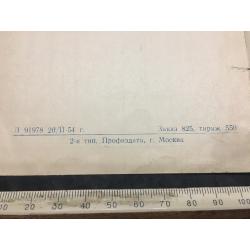 Л 91978 20/II-54 г. Заказ 825, тираж 550
2-я тип. Профиздата, г. Москва
10 20 30 40 50 60 70 80 90 100